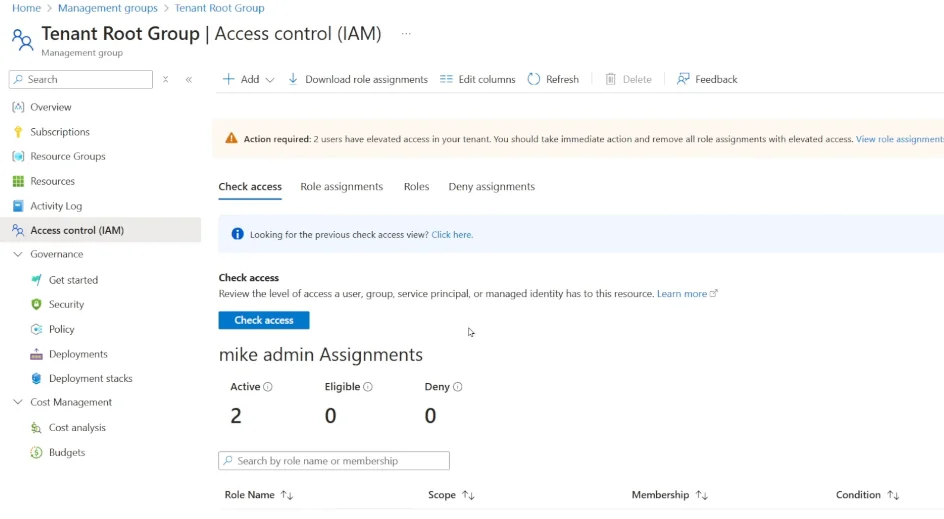 Home > Management groups > Tenant Root Group
Tenant Root Group | Access control (IAM) ...
Management group
Search
Overview
Subscriptions
Resource Groups
Resources
Activity Log
Access control (IAM)
Governance
Get started
Security
Policy
Deployments
Deployment stacks
Cost Management
Cost analysis
Budgets
Add
Download role assignments
Edit columns
Refresh
Delete
Feedback
Action required: 2 users have elevated access in your tenant. You should take immediate action and remove all role assignments with elevated access. View role assignments
Check access Role assignments Roles Deny assignments
Looking for the previous check access view? Click here.
Check access
Review the level of access a user, group, service principal, or managed identity has to this resource. Learn more
Check access
mike admin Assignments
Active Eligible Deny
2 0 0
Search by role name or membership
Role Name Scope Membership Condition